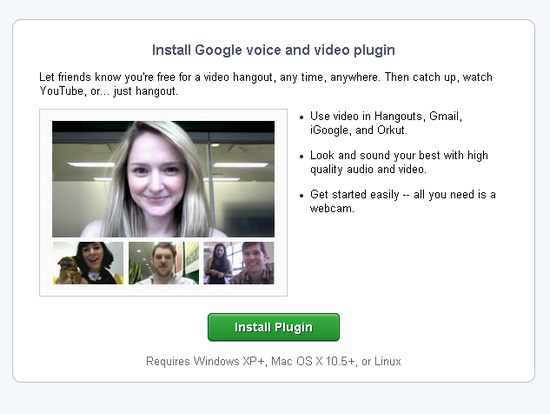 Install Google voice and video plugin
Let friends know you're free for a video hangout, any time, anywhere. Then catch up, watch
YouTube, or... just hangout.
• Use video in Hangouts, Gmail,
iGoogle, and Orkut.
• Look and sound your best with high
quality audio and video.
• Get started easily -- all you need is a
webcam.
Install Plugin
Requires Windows XP+, Mac OS X 10.5+, or Linux